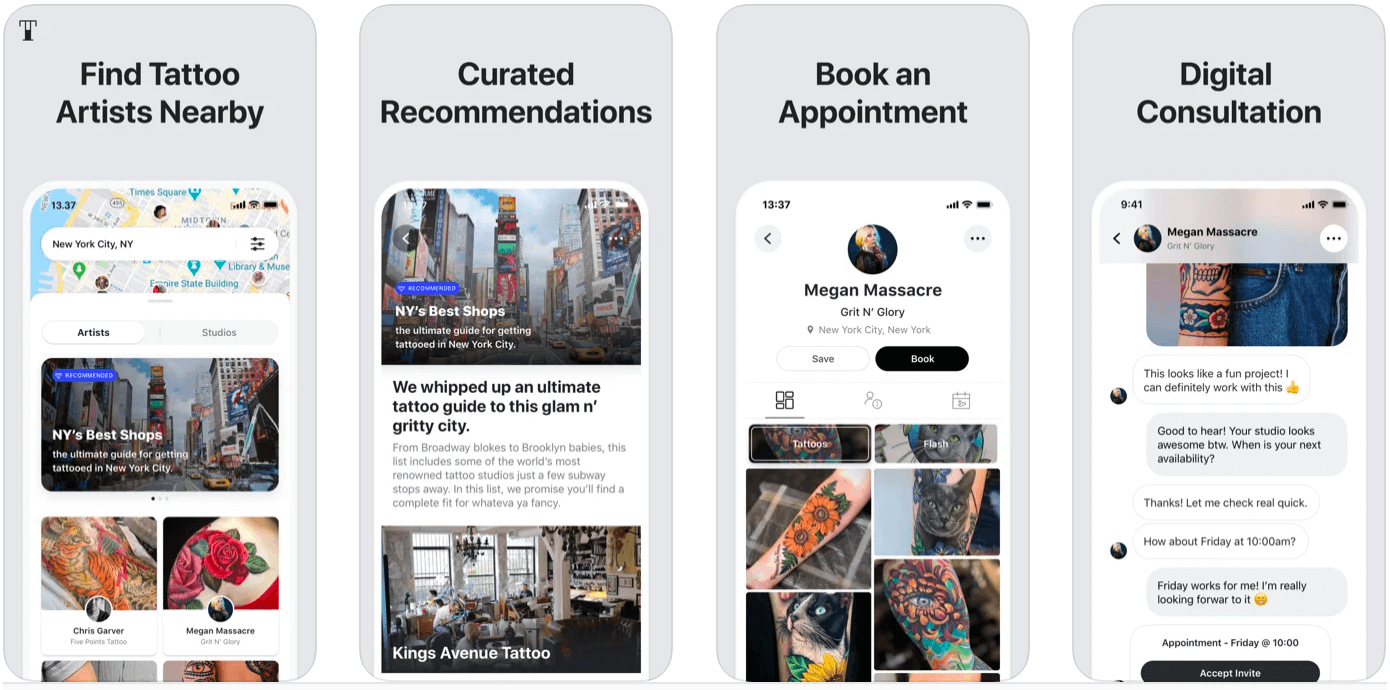 T
Find Tattoo
Artists Nearby
13.37
Times Square
495
MIDTOWN
New York City, NY
Library & Muse
Empire State Building
Artists
Studios
RECOMMENDED
NY's Best Shops
the ultimate guide for getting
tattooed in New York City.
Chris Garver
Five Points Tattoo
Megan Massacre
Grit N' Glory
Curated
Recommendations
RECOMMENDED
NY's Best Shops
the ultimate guide for getting
tattooed in New York City.
We whipped up an ultimate
tattoo guide to this glam n'
gritty city.
From Broadway blokes to Brooklyn babies, this
list includes some of the world's most
renowned tattoo studios just a few subway
stops away. In this list, we promise you'll find a
complete fit for whateva ya fancy.
Kings Avenue Tattoo
Book an
Appointment
13:37
Megan Massacre
Grit N' Glory
New York City, New York
Save
Book
Tattoos
Flash
Digital
Consultation
9:41
Megan Massacre
Grit N' Glory
This looks like a fun project! I
can definitely work with this 👍
Good to hear! Your studio looks
awesome btw. When is your next
availability?
Thanks! Let me check real quick.
How about Friday at 10:00am?
Friday works for me! I'm really
looking forwar to it 😁
Appointment - Friday @ 10:00
Accept Invite